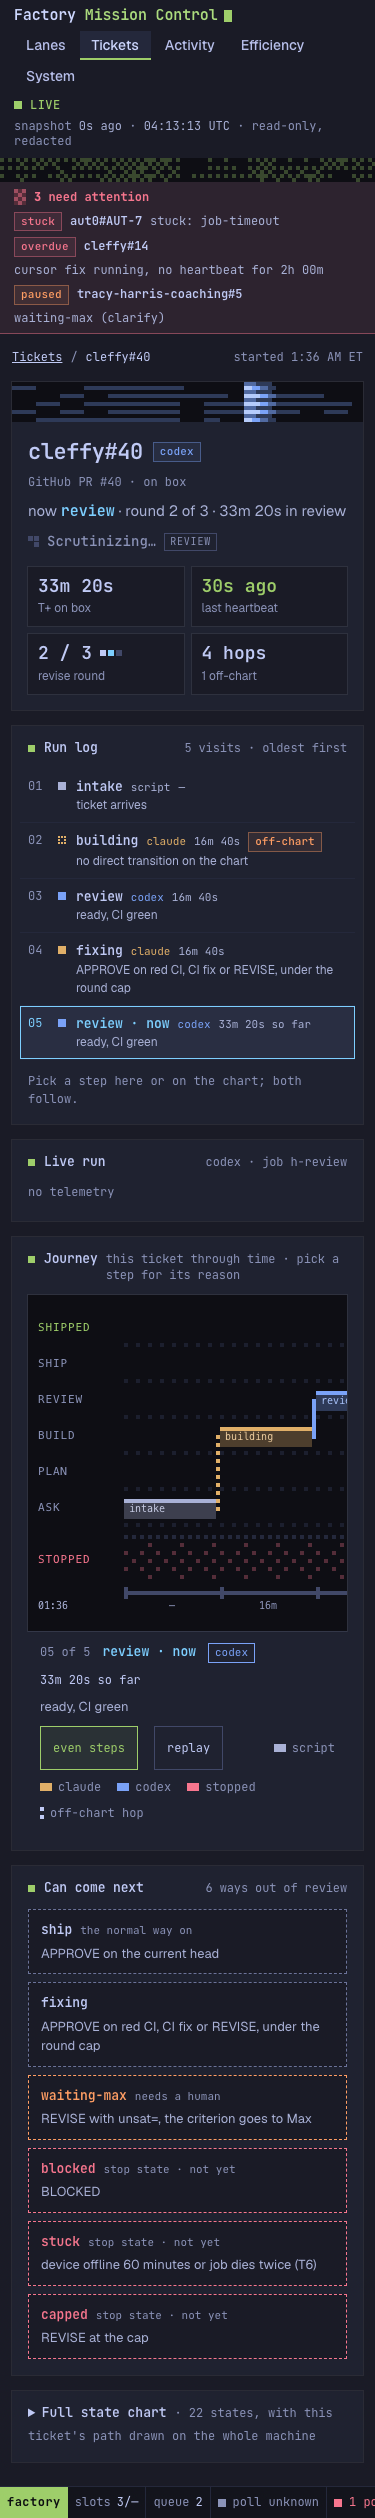 Factory Mission Control
Lanes Tickets Activity Efficiency
System
LIVE
snapshot 0s ago · 04:13:13 UTC · read-only,
redacted
3 need attention
stuck aut0#AUT-7 stuck: job-timeout
overdue cleffy#14
cursor fix running, no heartbeat for 2h 00m
paused tracy-harris-coaching#5
waiting-max (clarify)
Tickets / cleffy#40 started 1:36 AM ET
cleffy#40 codex
GitHub PR #40 · on box
now review · round 2 of 3 · 33m 20s in review
Scrutinizing… REVIEW
33m 20s
T+ on box
30s ago
last heartbeat
2 / 3
revise round
4 hops
1 off-chart
Run log 5 visits · oldest first
01 intake script —
ticket arrives
02 building claude 16m 40s off-chart
no direct transition on the chart
03 review codex 16m 40s
ready, CI green
04 fixing claude 16m 40s
APPROVE on red CI, CI fix or REVISE, under the
round cap
05 review · now codex 33m 20s so far
ready, CI green
Pick a step here or on the chart; both
follow.
Live run codex · job h-review
no telemetry
Journey this ticket through time · pick a
step for its reason
SHIPPED
SHIP
REVIEW
BUILD building
PLAN
ASK
intake
STOPPED
01:36 — 16m
05 of 5 review · now codex
33m 20s so far
ready, CI green
even steps replay script
claude codex stopped
off-chart hop
Can come next 6 ways out of review
ship the normal way on
APPROVE on the current head
fixing
APPROVE on red CI, CI fix or REVISE, under the
round cap
waiting-max needs a human
REVISE with unsat=, the criterion goes to Max
blocked stop state · not yet
BLOCKED
stuck stop state · not yet
device offline 60 minutes or job dies twice (T6)
capped stop state · not yet
REVISE at the cap
Full state chart · 22 states, with this
ticket's path drawn on the whole machine
factory slots 3/— queue 2 poll unknown 1